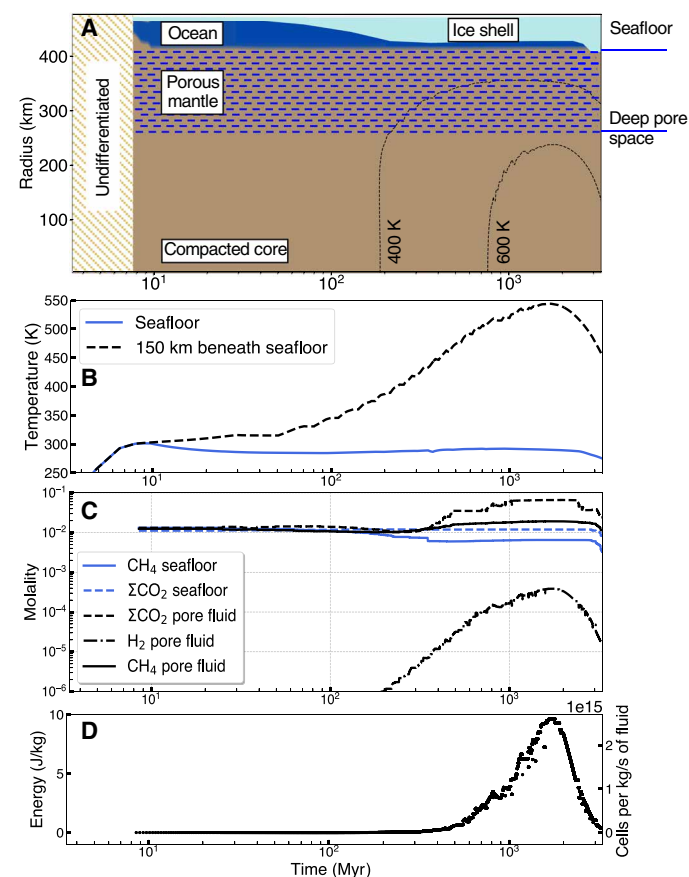 A
Ocean
Ice shell
Seafloor
Porous
mantle
Undifferentiated
Deep pore
space
Compacted core
400 K
600 K
Radius (km)
400
300
200
100
10¹
10²
10³
B
Seafloor
150 km beneath seafloor
Temperature (K)
550
500
450
400
350
300
250
10¹
10²
10³
C
CH₄ seafloor
ΣCO₂ seafloor
ΣCO₂ pore fluid
H₂ pore fluid
CH₄ pore fluid
Molality
10⁻¹
10⁻²
10⁻³
10⁻⁴
10⁻⁵
10⁻⁶
10¹
10²
10³
1e15
D
Energy (J/kg)
10
5
0
2
1
0
Cells per kg/s of fluid
10¹
10²
10³
Time (Myr)